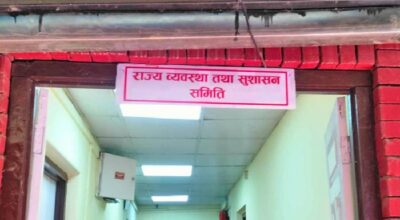 राज्य व्यवस्था तथा सुशासन
समिति